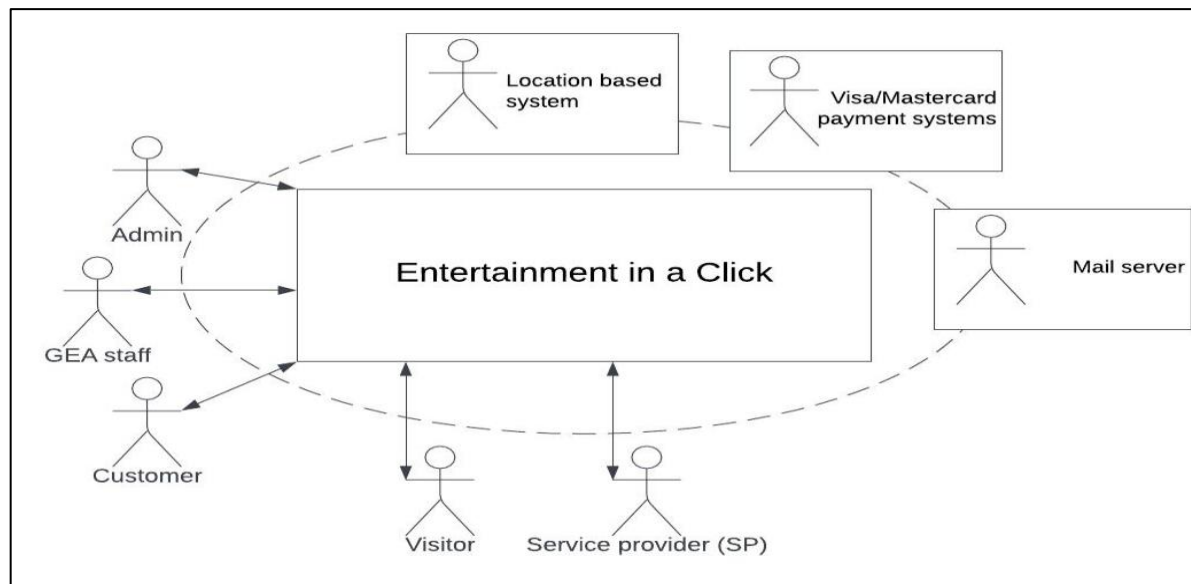 Location based
system
Visa/Mastercard
payment systems
Admin
Mail server
Entertainment in a Click
GEA staff
Customer
Visitor
Service provider (SP)